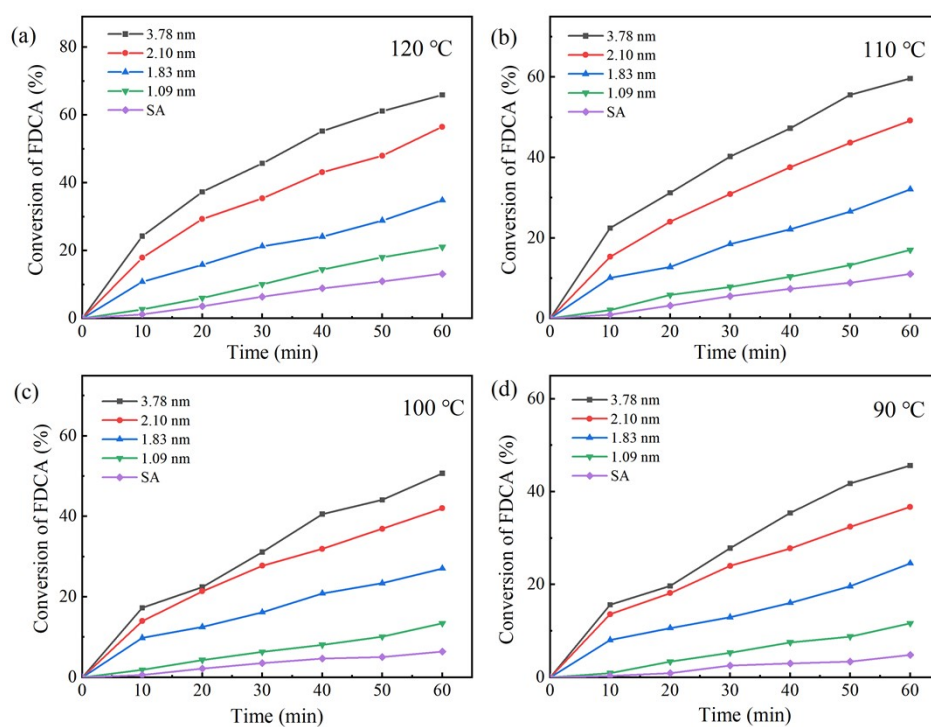 (a)
120 ℃
3.78 nm
2.10 nm
1.83 nm
1.09 nm
SA
Conversion of FDCA (%)
80
60
40
20
0
0 10 20 30 40 50 60
Time (min)
(b)
110 ℃
3.78 nm
2.10 nm
1.83 nm
1.09 nm
SA
Conversion of FDCA (%)
60
40
20
0
0 10 20 30 40 50 60
Time (min)
(c)
100 ℃
3.78 nm
2.10 nm
1.83 nm
1.09 nm
SA
Conversion of FDCA (%)
60
40
20
0
0 10 20 30 40 50 60
Time (min)
(d)
90 ℃
3.78 nm
2.10 nm
1.83 nm
1.09 nm
SA
Conversion of FDCA (%)
60
40
20
0
0 10 20 30 40 50 60
Time (min)